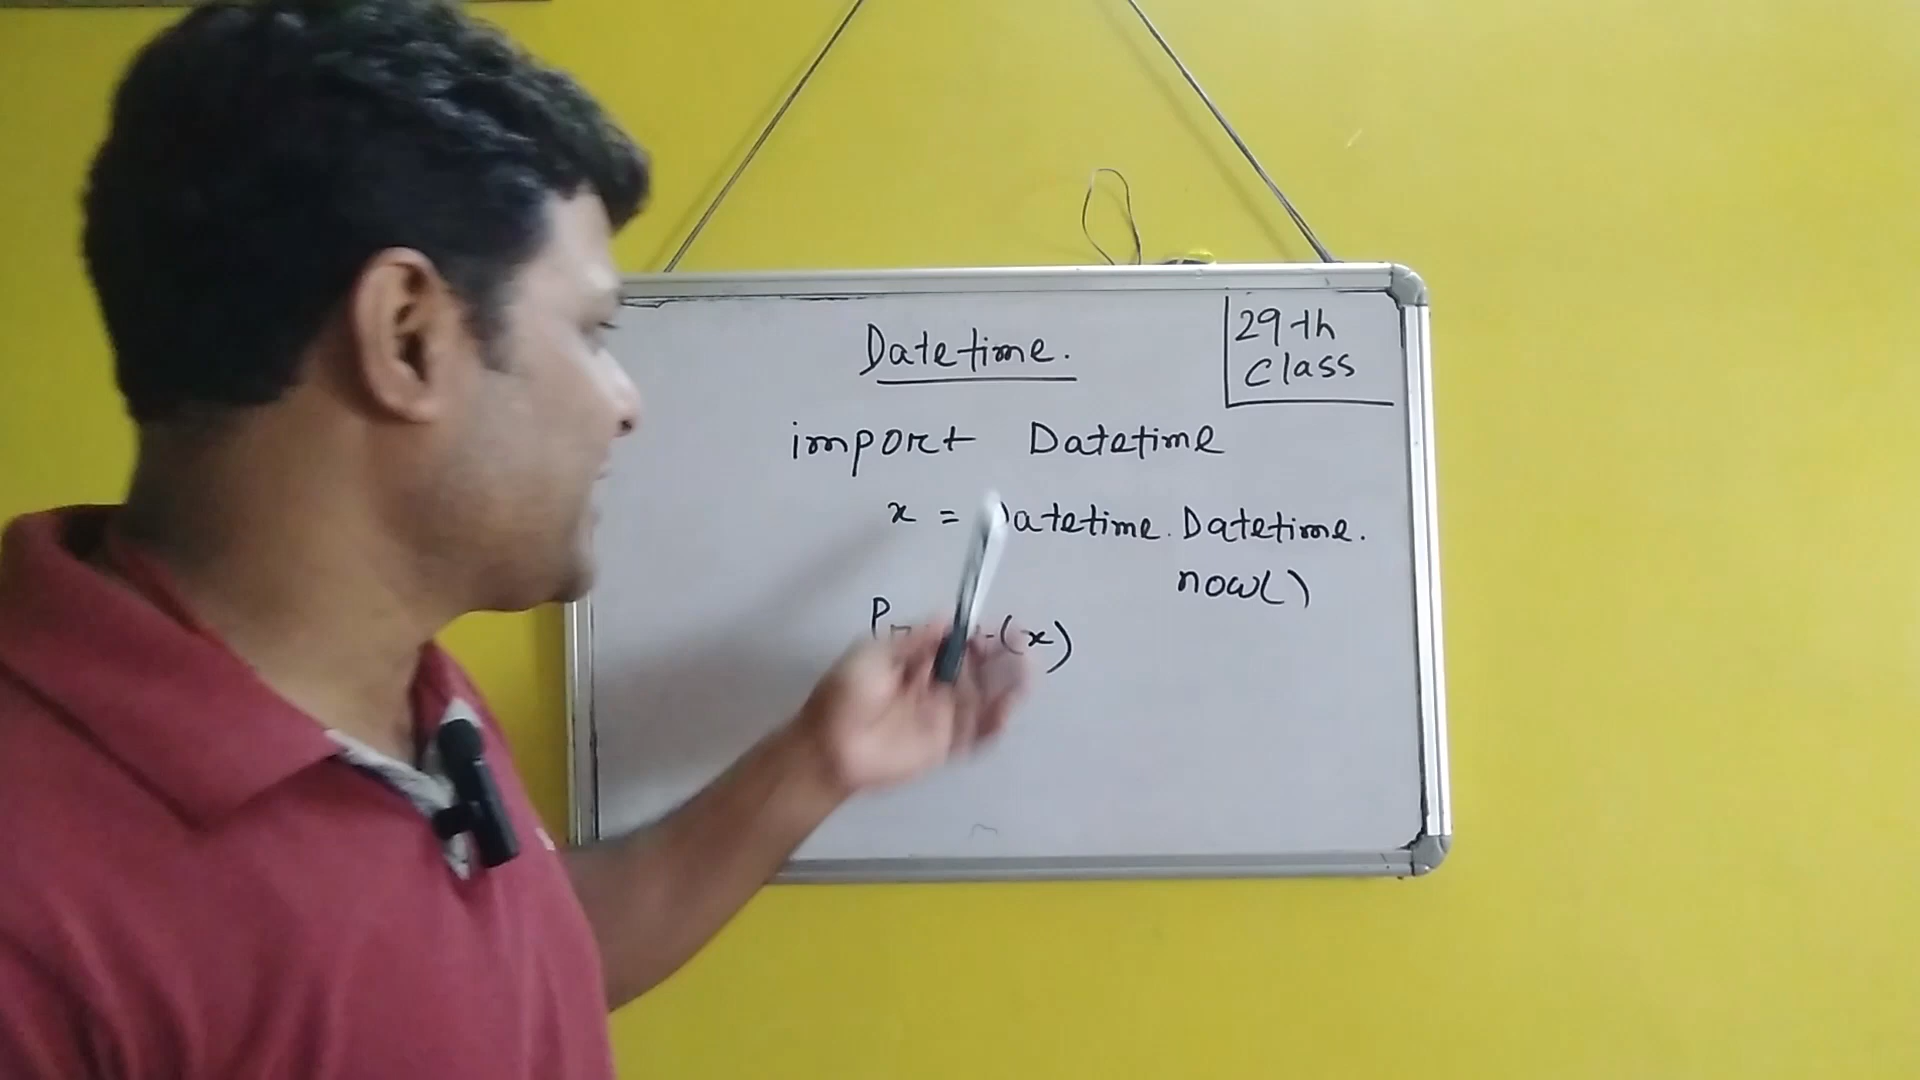 Datetime.
29th
class
import Datetime
x = Datetime.Datetime.
now()
(x)